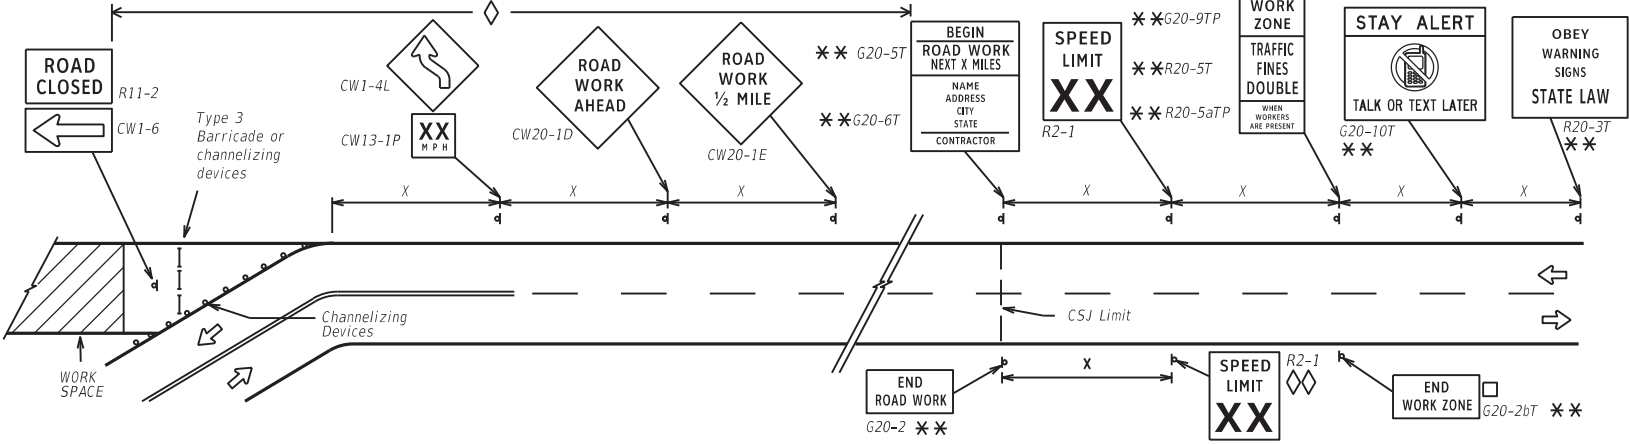 ROAD
CLOSED
R11-2
CW1-6
Type 3
Barricade or
channelizing
devices
CW1-4L
XX
MPH
CW13-1P
ROAD
WORK
AHEAD
CW20-1D
ROAD
WORK
½ MILE
CW20-1E
** G20-5T
**G20-6T
BEGIN
ROAD WORK
NEXT X MILES
NAME
ADDRESS
CITY
STATE
CONTRACTOR
SPEED
LIMIT
XX
R2-1
**G20-9TP
**R20-5T
**R20-5aTP
WORK
ZONE
TRAFFIC
FINES
DOUBLE
WHEN
WORKERS
ARE PRESENT
STAY ALERT
TALK OR TEXT LATER
G20-10T
**
OBEY
WARNING
SIGNS
STATE LAW
R20-3T
**
X X X X X X X
Channelizing
Devices
CSJ Limit
WORK
SPACE
END
ROAD WORK
G20-2 **
X
SPEED
LIMIT
XX
R2-1
END
WORK ZONE
G20-2bT **